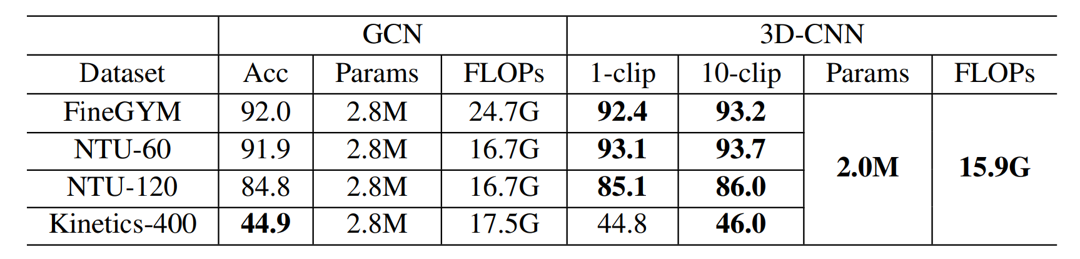 GCN 3D-CNN
Dataset Acc Params FLOPs 1-clip 10-clip Params FLOPs
FineGYM 92.0 2.8M 24.7G 92.4 93.2
NTU-60 91.9 2.8M 16.7G 93.1 93.7
2.0M 15.9G
NTU-120 84.8 2.8M 16.7G 85.1 86.0
Kinetics-400 44.9 2.8M 17.5G 44.8 46.0